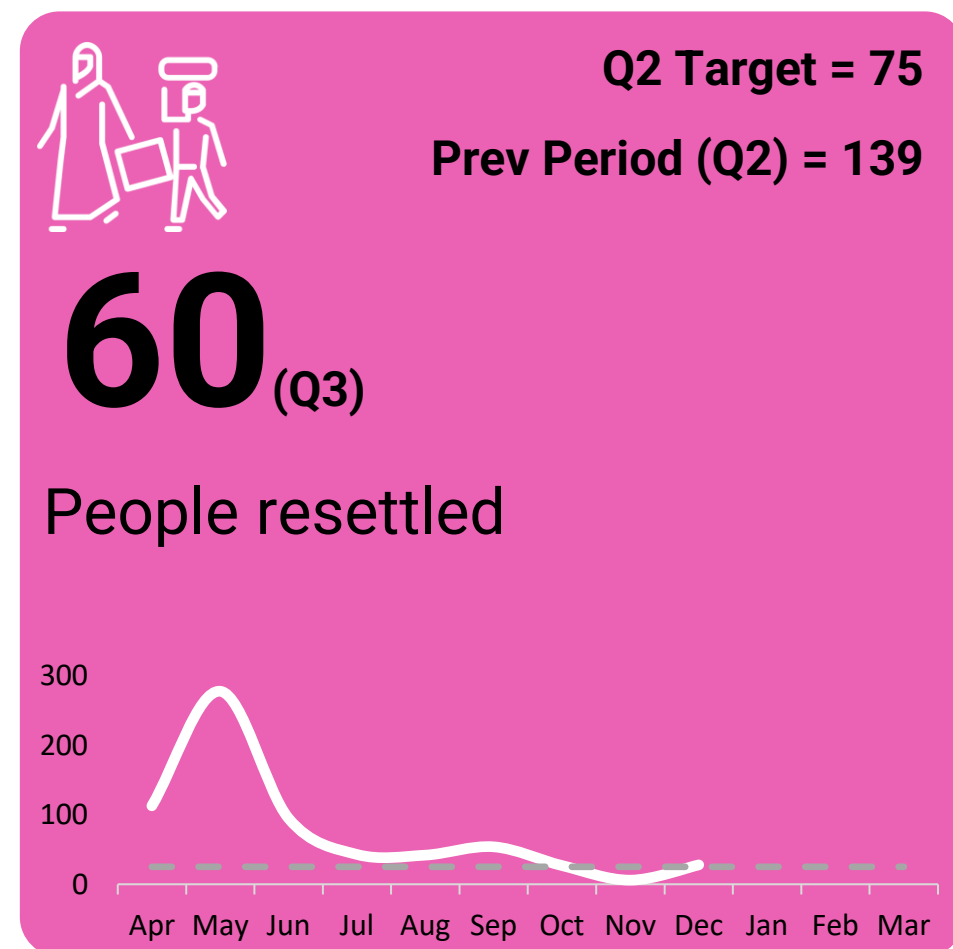 Q2 Target = 75
Prev Period (Q2) = 139
60 (Q3)
People resettled
300
200
100
0
Apr May Jun Jul Aug Sep Oct Nov Dec Jan Feb Mar